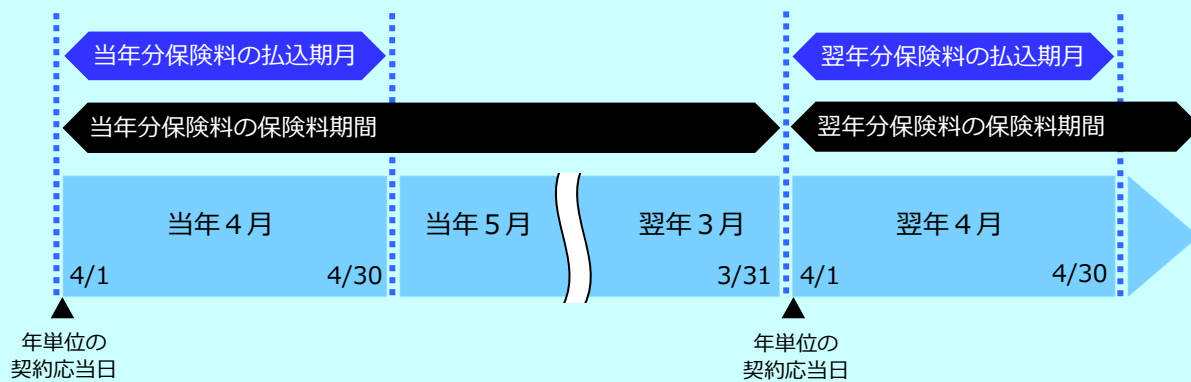 当年分保険料の払込期月
翌年分保険料の払込期月
当年分保険料の保険料期間
翌年分保険料の保険料期間
当年４月
当年５月
翌年３月
翌年４月
4/1
4/30
3/31
4/1
4/30
年単位の
契約応当日
年単位の
契約応当日